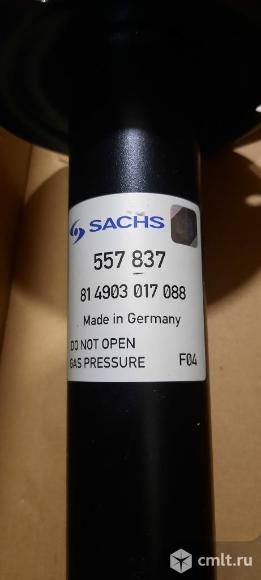 SACHS
557 837
81 4903 017 088
Made in Germany
DO NOT OPEN
GAS PRESSURE F04
cmlt.ru